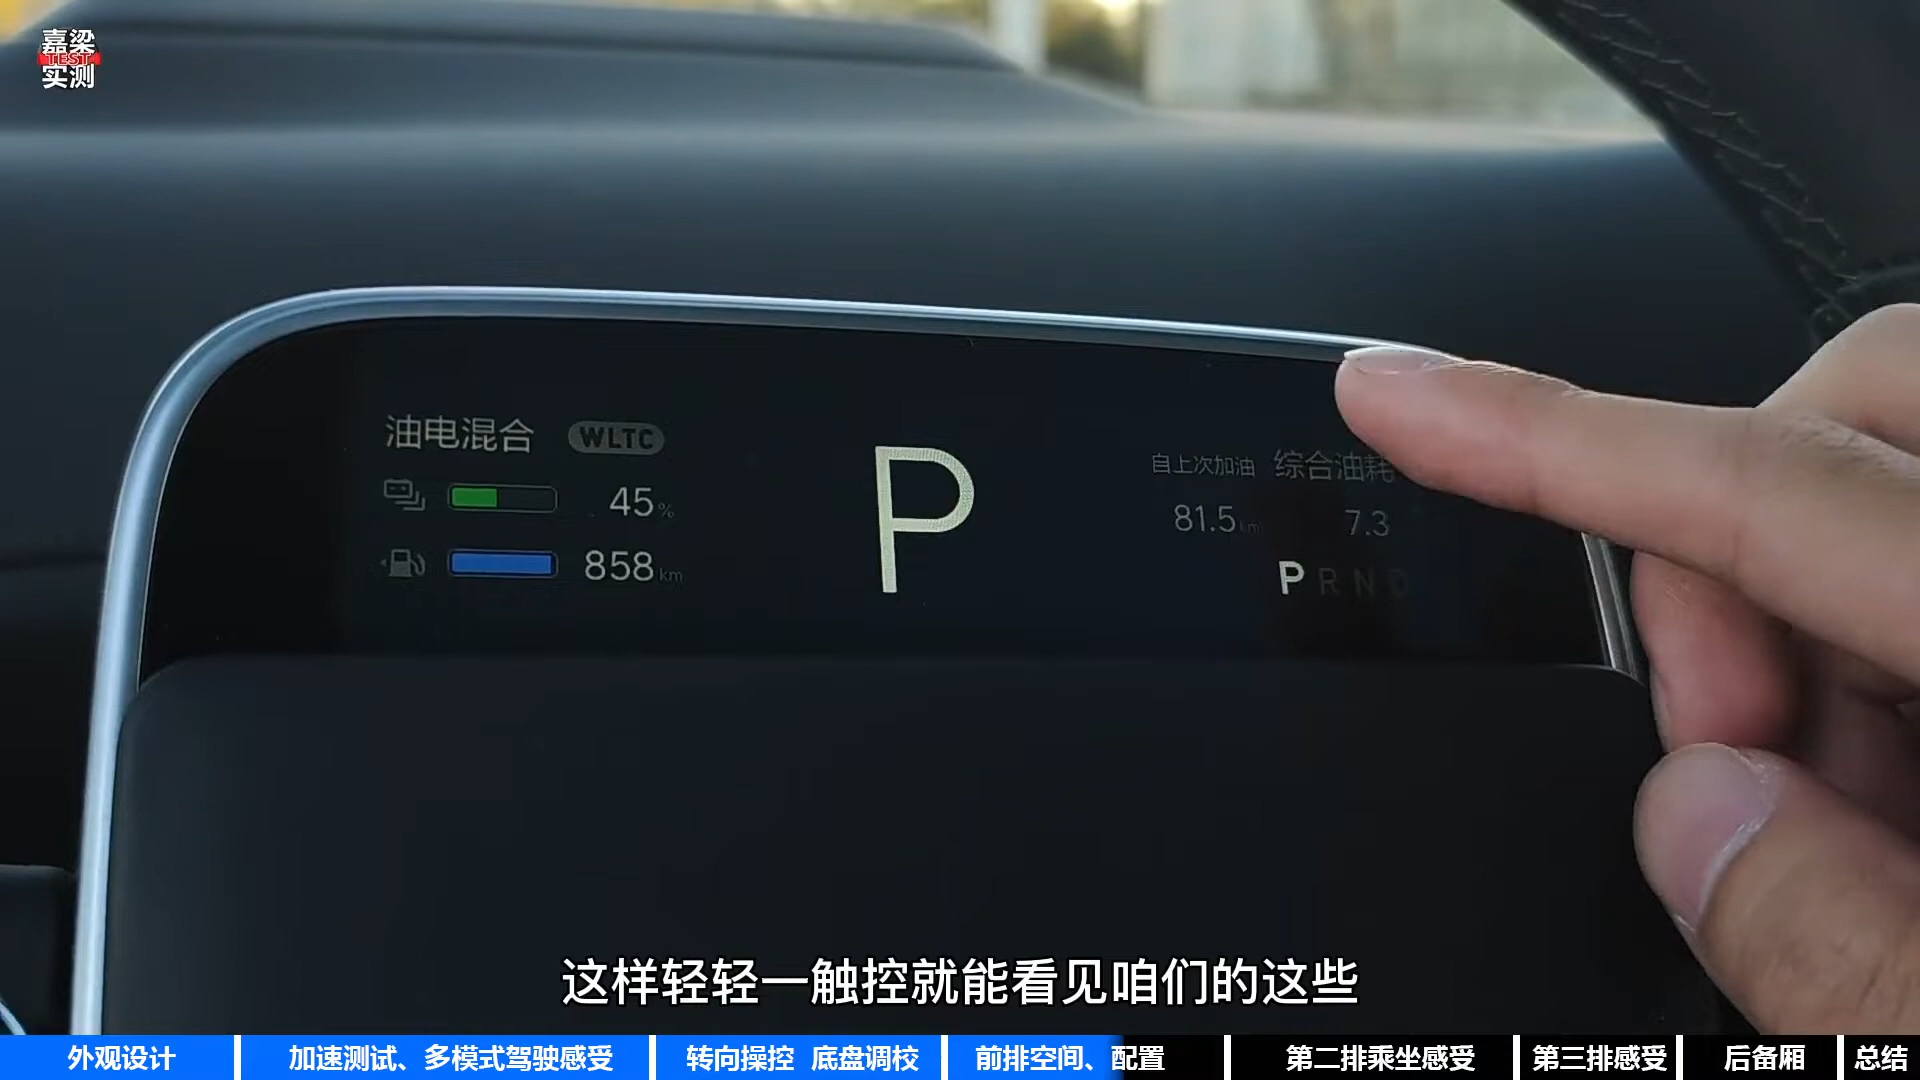 嘉梁
TEST
实测
油电混合 WLTC
45%
858km
P
自上次加油 综合油耗
81.5km 7.3
P R N D
这样轻轻一触控就能看见咱们的这些
外观设计 加速测试、多模式驾驶感受 转向操控 底盘调校 前排空间、配置 第二排乘坐感受 第三排感受 后备厢 总结